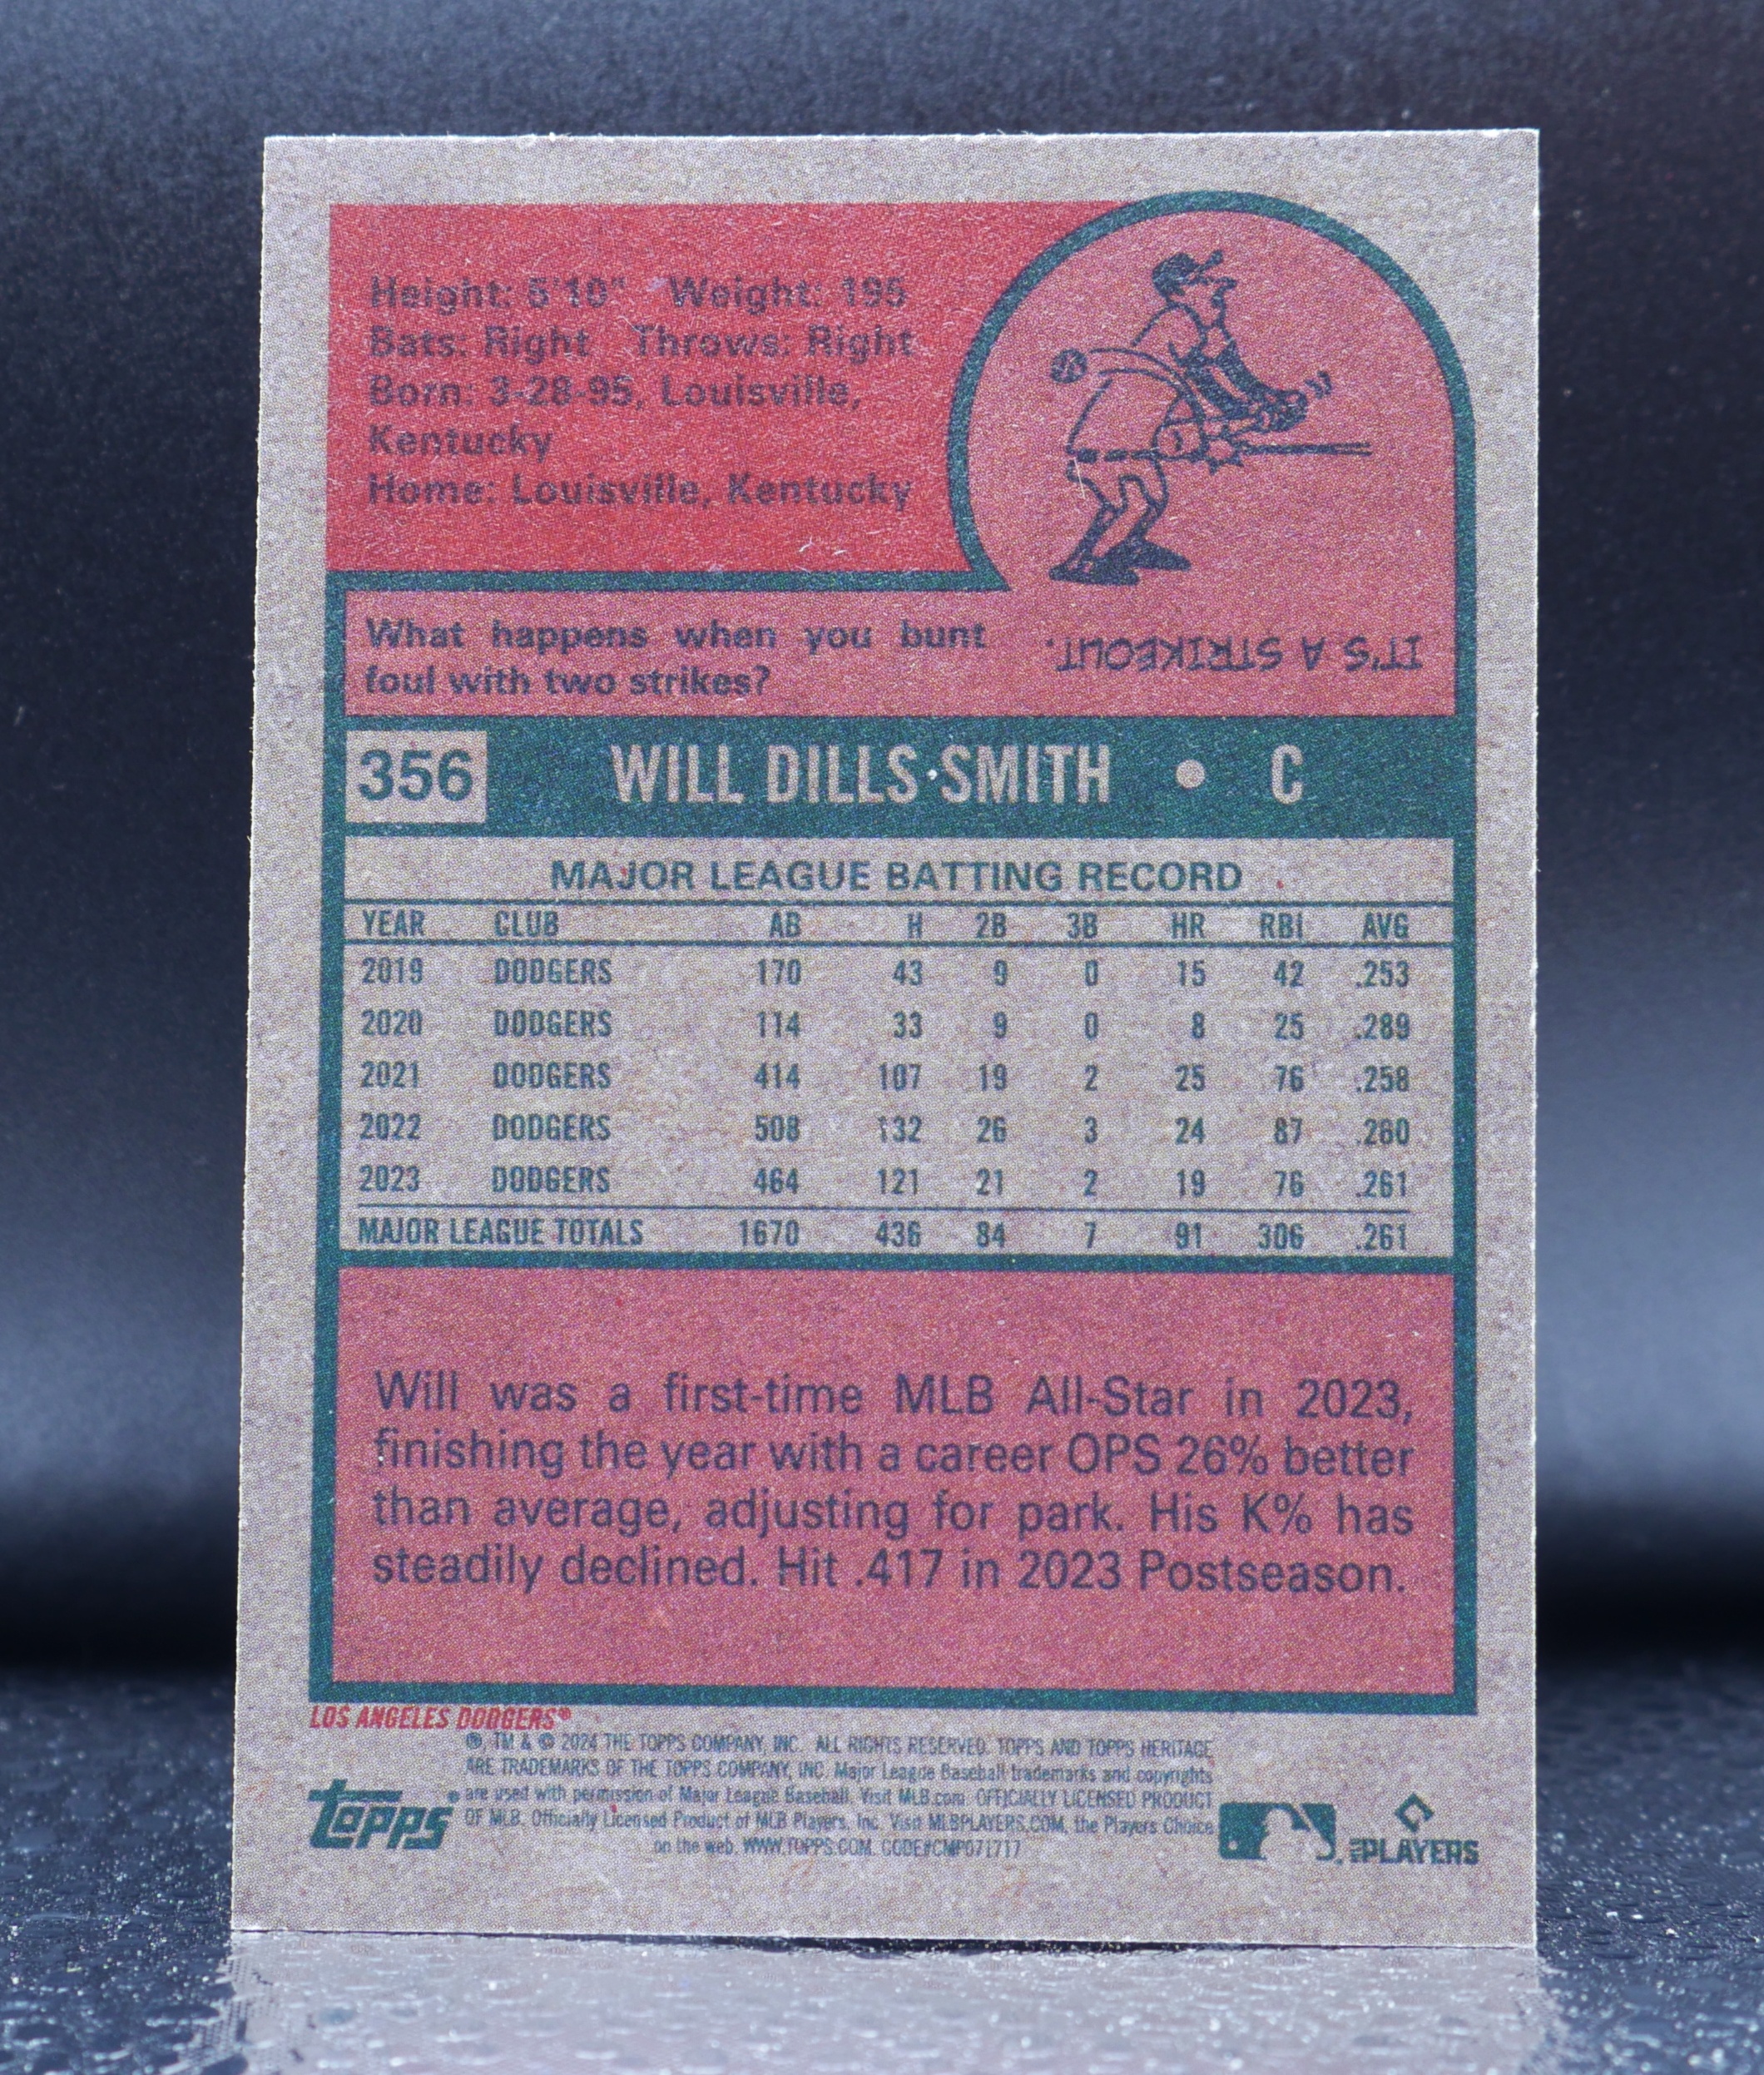 Height: 5'10" Weight: 195
Bats: Right Throws: Right
Born: 3-28-95, Louisville,
Kentucky
Home: Louisville, Kentucky
What happens when you bunt
foul with two strikes?
IT'S A STRIKEOUT.
356 WILL DILLS SMITH • C
MAJOR LEAGUE BATTING RECORD
YEAR CLUB AB H 2B 3B HR RBI AVG
2019 DODGERS 170 43 9 0 15 42 .253
2020 DODGERS 114 33 9 0 8 25 .289
2021 DODGERS 414 107 19 2 25 76 .258
2022 DODGERS 508 132 26 3 24 87 .260
2023 DODGERS 464 121 21 2 19 76 .261
MAJOR LEAGUE TOTALS 1670 436 84 7 91 306 .261
Will was a first-time MLB All-Star in 2023,
finishing the year with a career OPS 26% better
than average, adjusting for park. His K% has
steadily declined. Hit .417 in 2023 Postseason.
LOS ANGELES DODGERS®
®, TM & © 2024 THE TOPPS COMPANY, INC. ALL RIGHTS RESERVED. TOPPS AND TOPPS HERITAGE
ARE TRADEMARKS OF THE TOPPS COMPANY, INC. Major League Baseball trademarks and copyrights
are used with permission of Major League Baseball. Visit MLB.com. OFFICIALLY LICENSED PRODUCT
OF MLB. Officially Licensed Product of MLB Players, Inc. Visit MLBPLAYERS.COM, the Players Choice
on the web. WWW.TOPPS.COM. CODE#CMP071717
topps®
MLB PLAYERS